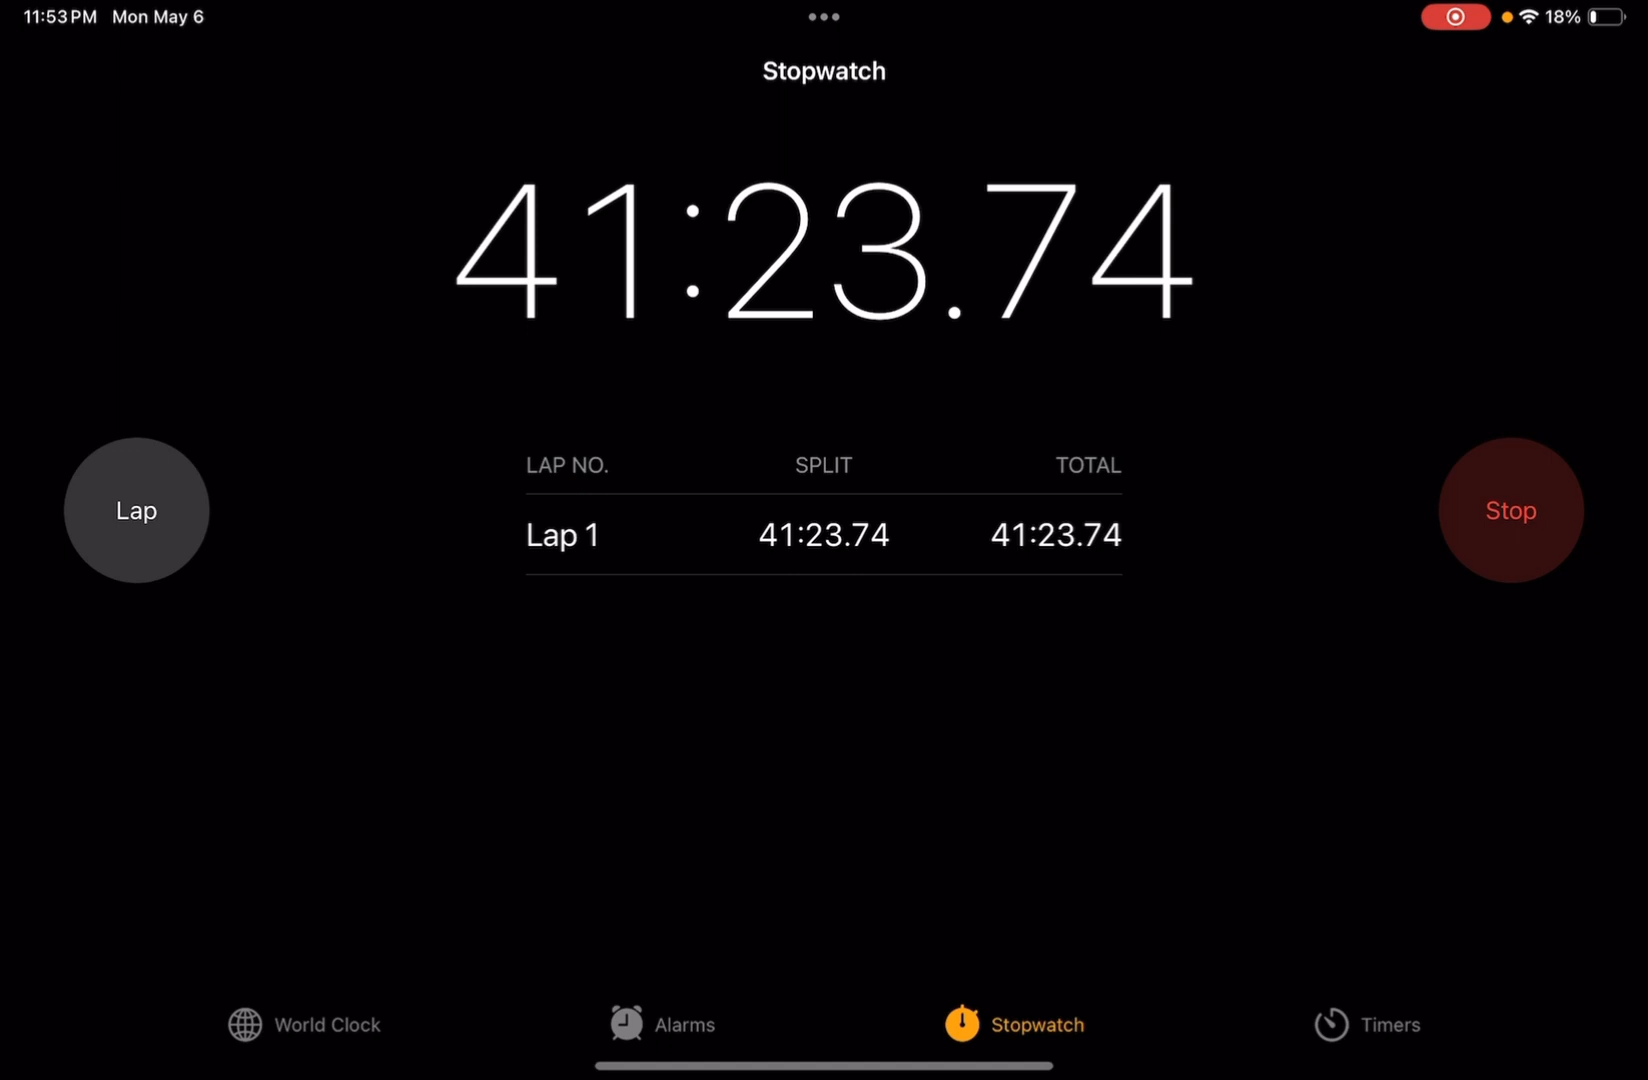 11:53 PM Mon May 6
18%
Stopwatch
41:23.74
Lap
Stop
LAP NO. SPLIT TOTAL
Lap 1 41:23.74 41:23.74
World Clock Alarms Stopwatch Timers